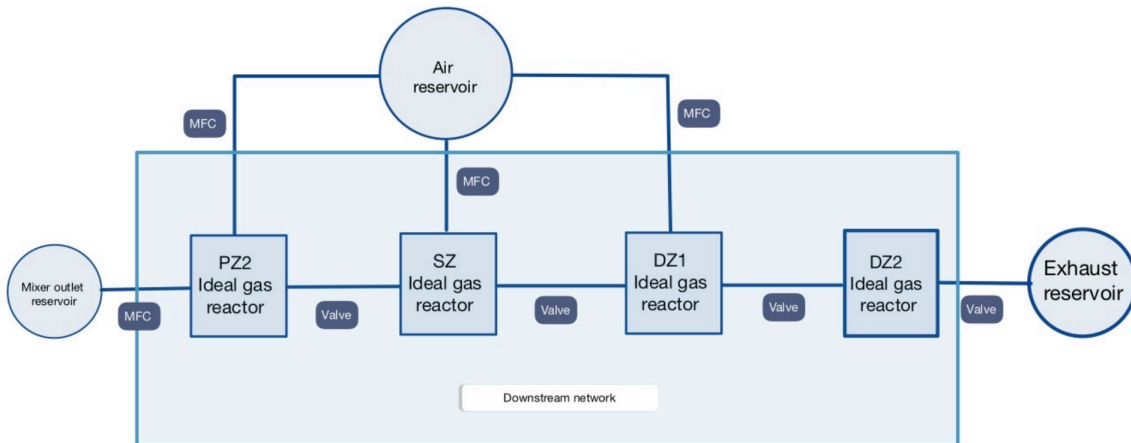 Air
reservoir
MFC
MFC
MFC
PZ2
Ideal gas
reactor
SZ
Ideal gas
reactor
DZ1
Ideal gas
reactor
DZ2
Ideal gas
reactor
Mixer outlet
reservoir
Exhaust
reservoir
MFC
Valve
Valve
Valve
Valve
Downstream network